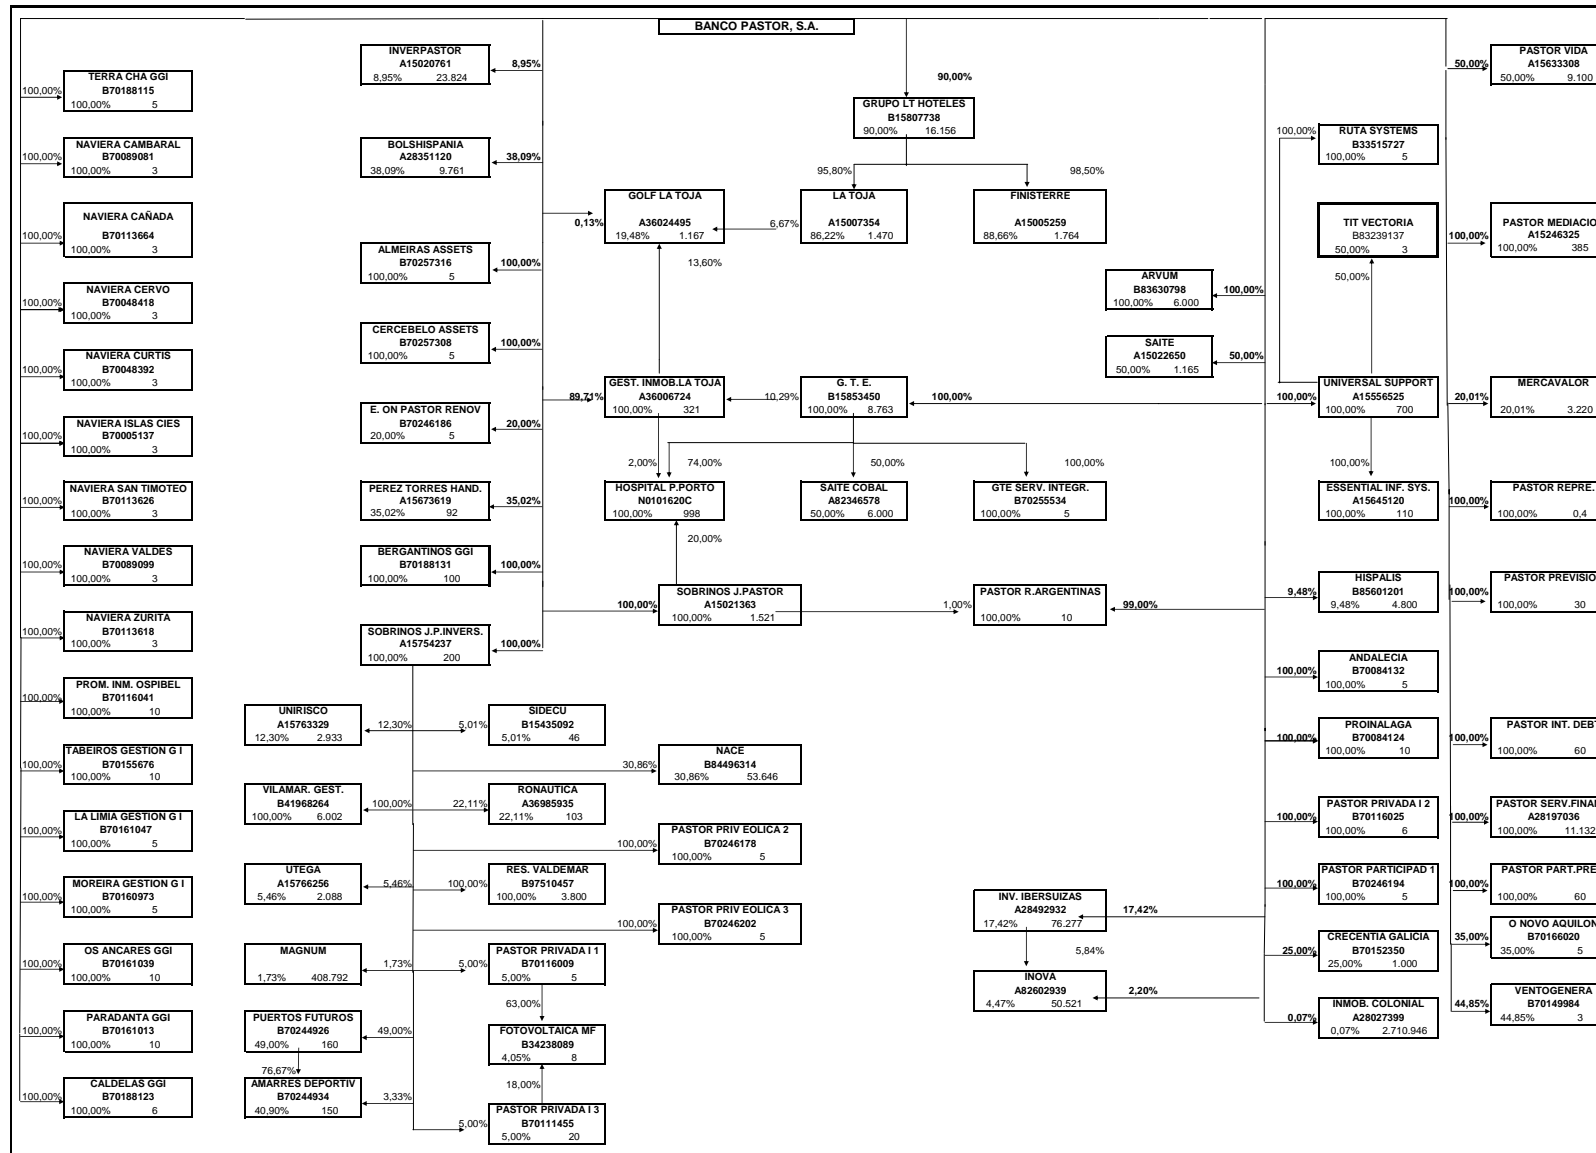 BANCO PASTOR, S.A.
TERRA CHA GGI
B70188115
100,00% 5
100,00%
NAVIERA CAMBARAL
B70089081
100,00% 3
100,00%
NAVIERA CAÑADA
B70113664
100,00% 3
100,00%
NAVIERA CERVO
B70048418
100,00% 3
100,00%
NAVIERA CURTIS
B70048392
100,00% 3
100,00%
NAVIERA ISLAS CIES
B70005137
100,00% 3
100,00%
NAVIERA SAN TIMOTEO
B70113626
100,00% 3
100,00%
NAVIERA VALDES
B70089099
100,00% 3
100,00%
NAVIERA ZURITA
B70113618
100,00% 3
100,00%
PROM. INM. OSPIBEL
B70116041
100,00% 10
100,00%
TABEIROS GESTION G I
B70155676
100,00% 10
100,00%
LA LIMIA GESTION G I
B70161047
100,00% 5
100,00%
MOREIRA GESTION G I
B70160973
100,00% 5
100,00%
OS ANCARES GGI
B70161039
100,00% 10
100,00%
PARADANTA GGI
B70161013
100,00% 10
100,00%
CALDELAS GGI
B70188123
100,00% 6
100,00%
INVERPASTOR
A15020761
8,95% 23.824
8,95%
BOLSHISPANIA
A28351120
38,09% 9.761
38,09%
ALMEIRAS ASSETS
B70257316
100,00% 5
100,00%
CERCEBELO ASSETS
B70257308
100,00% 5
100,00%
E. ON PASTOR RENOV
B70246186
20,00% 5
20,00%
PEREZ TORRES HAND.
A15673619
35,02% 92
35,02%
BERGANTINOS GGI
B70188131
100,00% 100
100,00%
SOBRINOS J.P.INVERS.
A15754237
100,00% 200
100,00%
UNIRISCO
A15763329
12,30% 2.933
12,30%
5,01%
SIDECU
B15435092
5,01% 46
30,86%
NACE
B84496314
30,86% 53.646
VILAMAR. GEST.
B41968264
100,00% 6.002
100,00%
22,11%
RONAUTICA
A36985935
22,11% 103
100,00%
PASTOR PRIV EOLICA 2
B70246178
100,00% 5
UTEGA
A15766256
5,46% 2.088
5,46%
100,00%
RES. VALDEMAR
B97510457
100,00% 3.800
100,00%
PASTOR PRIV EOLICA 3
B70246202
100,00% 5
MAGNUM
1,73% 408.792
1,73%
5,00%
PASTOR PRIVADA I 1
B70116009
5,00% 5
63,00%
PUERTOS FUTUROS
B70244926
49,00% 160
49,00%
76,67%
FOTOVOLTAICA MF
B34238089
4,05% 8
18,00%
AMARRES DEPORTIV
B70244934
40,90% 150
3,33%
5,00%
PASTOR PRIVADA I 3
B70111455
5,00% 20
90,00%
GRUPO LT HOTELES
B15807738
90,00% 16.156
95,80%
98,50%
GOLF LA TOJA
A36024495
19,48% 1.167
0,13%
6,67%
13,60%
LA TOJA
A15007354
86,22% 1.470
FINISTERRE
A15005259
88,66% 1.764
GEST. INMOB.LA TOJA
A36006724
100,00% 321
89,71%
10,29%
G. T. E.
B15853450
100,00% 8.763
100,00%
2,00%
74,00%
50,00%
100,00%
HOSPITAL P.PORTO
N0101620C
100,00% 998
20,00%
SAITE COBAL
A82346578
50,00% 6.000
GTE SERV. INTEGR.
B70255534
100,00% 5
100,00%
SOBRINOS J.PASTOR
A15021363
100,00% 1.521
1,00%
PASTOR R.ARGENTINAS
100,00% 10
99,00%
ARVUM
B83630798
100,00% 6.000
100,00%
SAITE
A15022650
50,00% 1.165
50,00%
INV. IBERSUIZAS
A28492932
17,42% 76.277
17,42%
5,84%
INOVA
A82602939
4,47% 50.521
2,20%
100,00%
RUTA SYSTEMS
B33515727
100,00% 5
TIT VECTORIA
B83239137
50,00% 3
50,00%
100,00%
UNIVERSAL SUPPORT
A15556525
100,00% 700
100,00%
ESSENTIAL INF. SYS.
A15645120
100,00% 110
9,48%
HISPALIS
B85601201
9,48% 4.800
100,00%
ANDALECIA
B70084132
100,00% 5
100,00%
PROINALAGA
B70084124
100,00% 10
100,00%
PASTOR PRIVADA I 2
B70116025
100,00% 6
100,00%
PASTOR PARTICIPAD 1
B70246194
100,00% 5
25,00%
CRECENTIA GALICIA
B70152350
25,00% 1.000
0,07%
INMOB. COLONIAL
A28027399
0,07% 2.710.946
50,00%
PASTOR VIDA
A15633308
50,00% 9.100
100,00%
PASTOR MEDIACIO
A15246325
100,00% 385
20,01%
MERCAVALOR
20,01% 3.220
100,00%
PASTOR REPRE.
100,00% 0,4
100,00%
PASTOR PREVISIO
100,00% 30
100,00%
PASTOR INT. DEBT
100,00% 60
100,00%
PASTOR SERV.FINAN
A28197036
100,00% 11.132
100,00%
PASTOR PART.PRE
100,00% 60
35,00%
O NOVO AQUILON
B70166020
35,00% 5
44,85%
VENTOGENERA
B70149984
44,85% 3